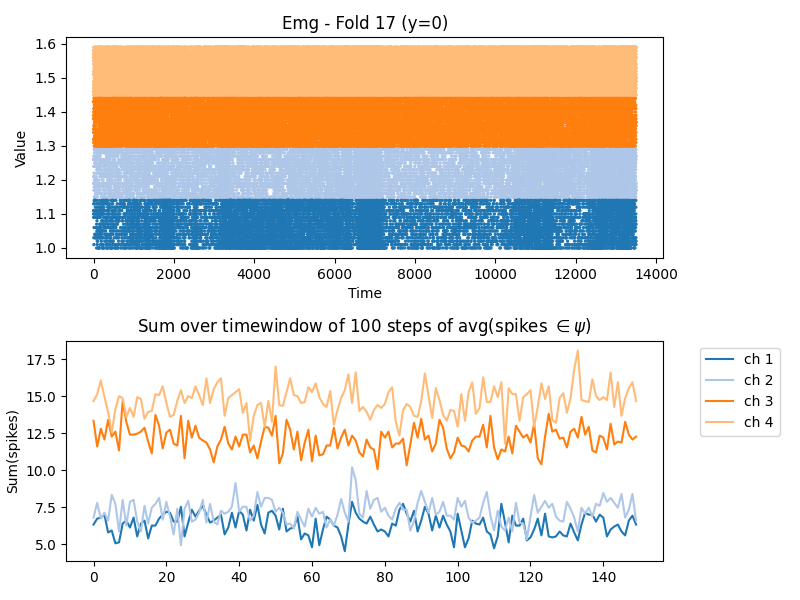 Emg - Fold 17 (y=0)
Value
1.6
1.5
1.4
1.3
1.2
1.1
1.0
0 2000 4000 6000 8000 10000 12000 14000
Time
Sum over timewindow of 100 steps of avg(spikes ∈ ψ)
Sum(spikes)
17.5
15.0
12.5
10.0
7.5
5.0
0 20 40 60 80 100 120 140
ch 1
ch 2
ch 3
ch 4